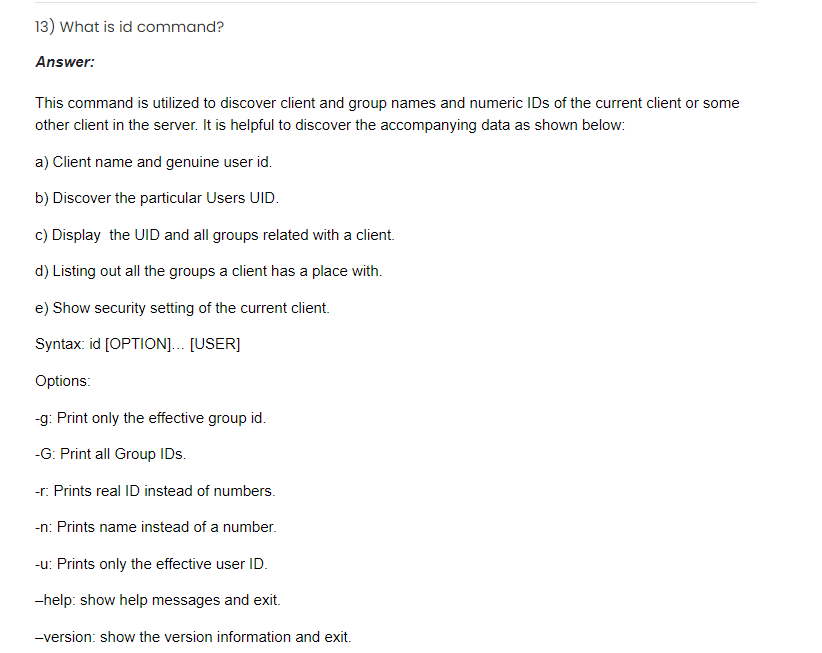 13) What is id command?
Answer:
This command is utilized to discover client and group names and numeric IDs of the current client or some
other client in the server. It is helpful to discover the accompanying data as shown below:
a) Client name and genuine user id.
b) Discover the particular Users UID.
c) Display  the UID and all groups related with a client.
d) Listing out all the groups a client has a place with.
e) Show security setting of the current client.
Syntax: id [OPTION]… [USER]
Options:
-g: Print only the effective group id.
-G: Print all Group IDs.
-r: Prints real ID instead of numbers.
-n: Prints name instead of a number.
-u: Prints only the effective user ID.
–help: show help messages and exit.
–version: show the version information and exit.